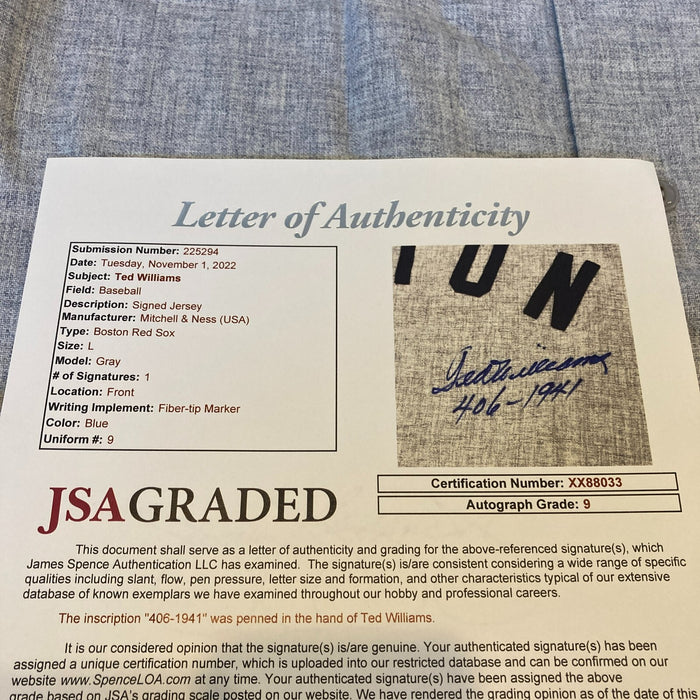 Letter of Authenticity
Submission Number: 225294
Date: Tuesday, November 1, 2022
Subject: Ted Williams
Field: Baseball
Description: Signed Jersey
Manufacturer: Mitchell & Ness (USA)
Type: Boston Red Sox
Size: L
Model: Gray
# of Signatures: 1
Location: Front
Writing Implement: Fiber-tip Marker
Color: Blue
Uniform #: 9
TON
Ted Williams
406-1941
Certification Number: XX88033
Autograph Grade: 9
JSAGRADED
This document shall serve as a letter of authenticity and grading for the above-referenced signature(s), which
James Spence Authentication LLC has examined. The signature(s) is/are consistent considering a wide range of specific
qualities including slant, flow, pen pressure, letter size and formation, and other characteristics typical of our extensive
database of known exemplars we have examined throughout our hobby and professional careers.
The inscription "406-1941" was penned in the hand of Ted Williams.
It is our considered opinion that the signature(s) is/are genuine. Your authenticated signature(s) has been
assigned a unique certification number, which is uploaded into our restricted database and can be confirmed on our
website www.SpenceLOA.com at any time. Your authenticated signature(s) have been assigned the above
grade based on JSA's grading scale posted on our website. We have rendered the grading opinion as of the date of this